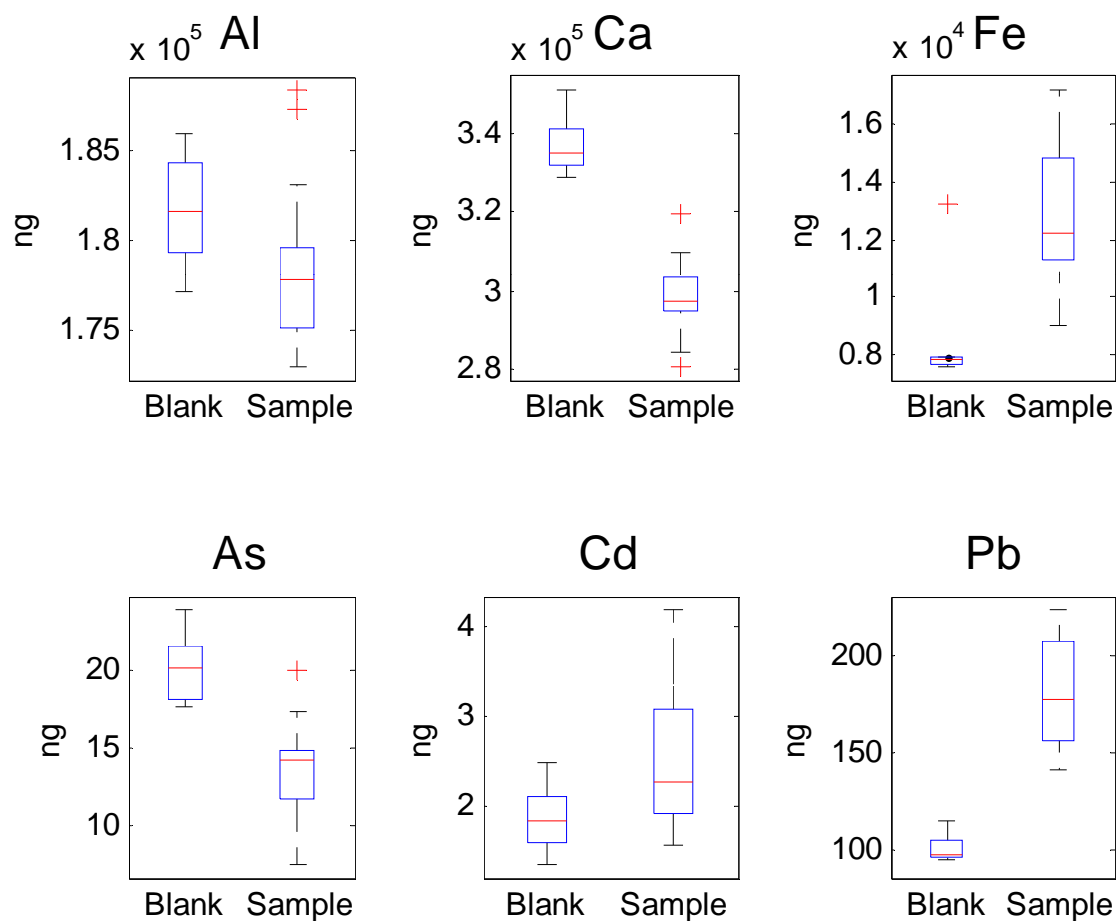 x 10^5 Al
ng
1.85
1.8
1.75
Blank Sample
x 10^5 Ca
ng
3.4
3.2
3
2.8
Blank Sample
x 10^4 Fe
ng
1.6
1.4
1.2
1
0.8
Blank Sample
As
ng
20
15
10
Blank Sample
Cd
ng
4
3
2
Blank Sample
Pb
ng
200
150
100
Blank Sample